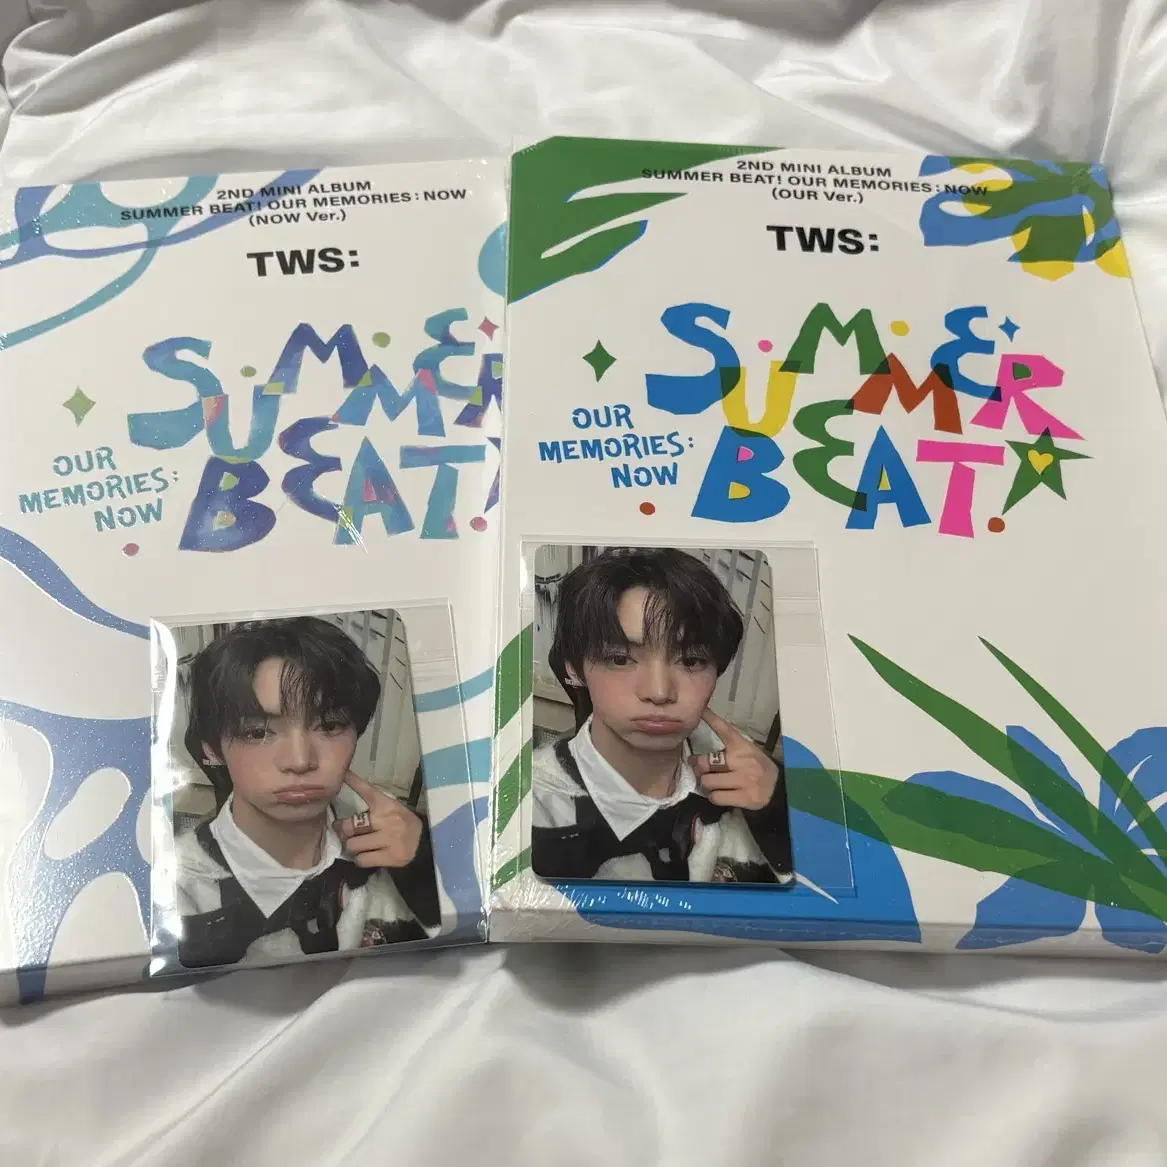 2ND MINI ALBUM
SUMMER BEAT! OUR MEMORIES : NOW
(NOW Ver.)
TWS:
SUMMER
BEAT!
OUR
MEMORIES:
NOW
2ND MINI ALBUM
SUMMER BEAT! OUR MEMORIES : NOW
(OUR Ver.)
TWS:
SUMMER
BEAT
OUR
MEMORIES:
NOW